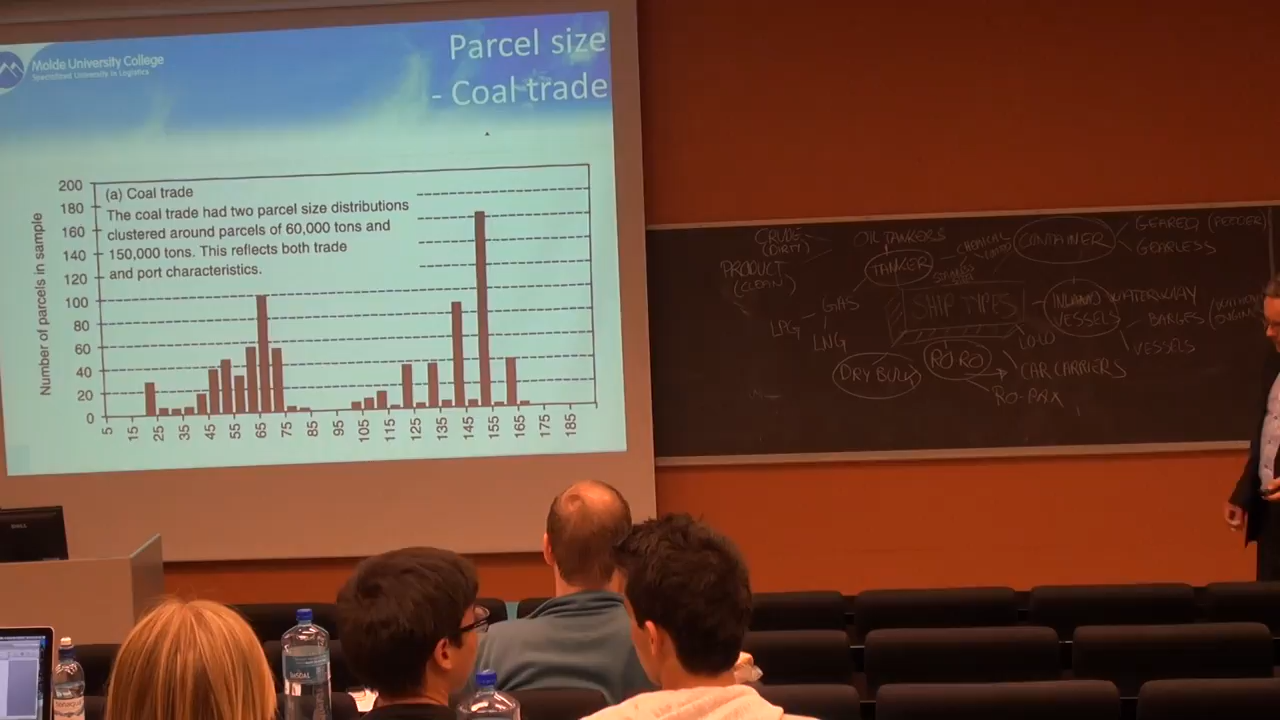 Molde University College
Specialized University in Logistics
Parcel size
- Coal trade
Number of parcels in sample
200
180
160
140
120
100
80
60
40
20
0
(a) Coal trade
The coal trade had two parcel size distributions
clustered around parcels of 60,000 tons and
150,000 tons. This reflects both trade
and port characteristics.
5 15 25 35 45 55 65 75 85 95 105 115 125 135 145 155 165 175 185
CRUDE
(DIRTY)
OIL TANKERS
PRODUCT
(CLEAN)
TANKER
CONTAINER
GEARED (FEEDER)
GEARLESS
GAS
LPG
LNG
SHIP TYPES
INLAND WATERWAY
VESSELS
BARGES
VESSELS
LOLO
DRY BULK
RO RO
CAR CARRIERS
RO-PAX
DELL